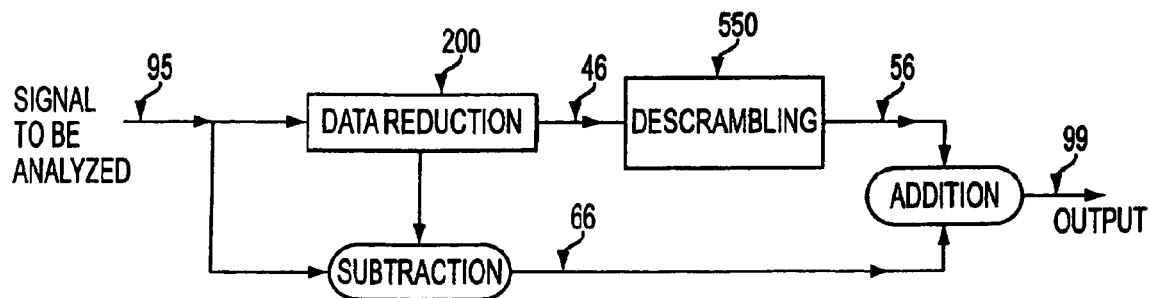 550
200
95
46
56
SIGNAL
TO BE
ANALYZED
DATA REDUCTION
DESCRAMBLING
99
ADDITION
OUTPUT
66
SUBTRACTION